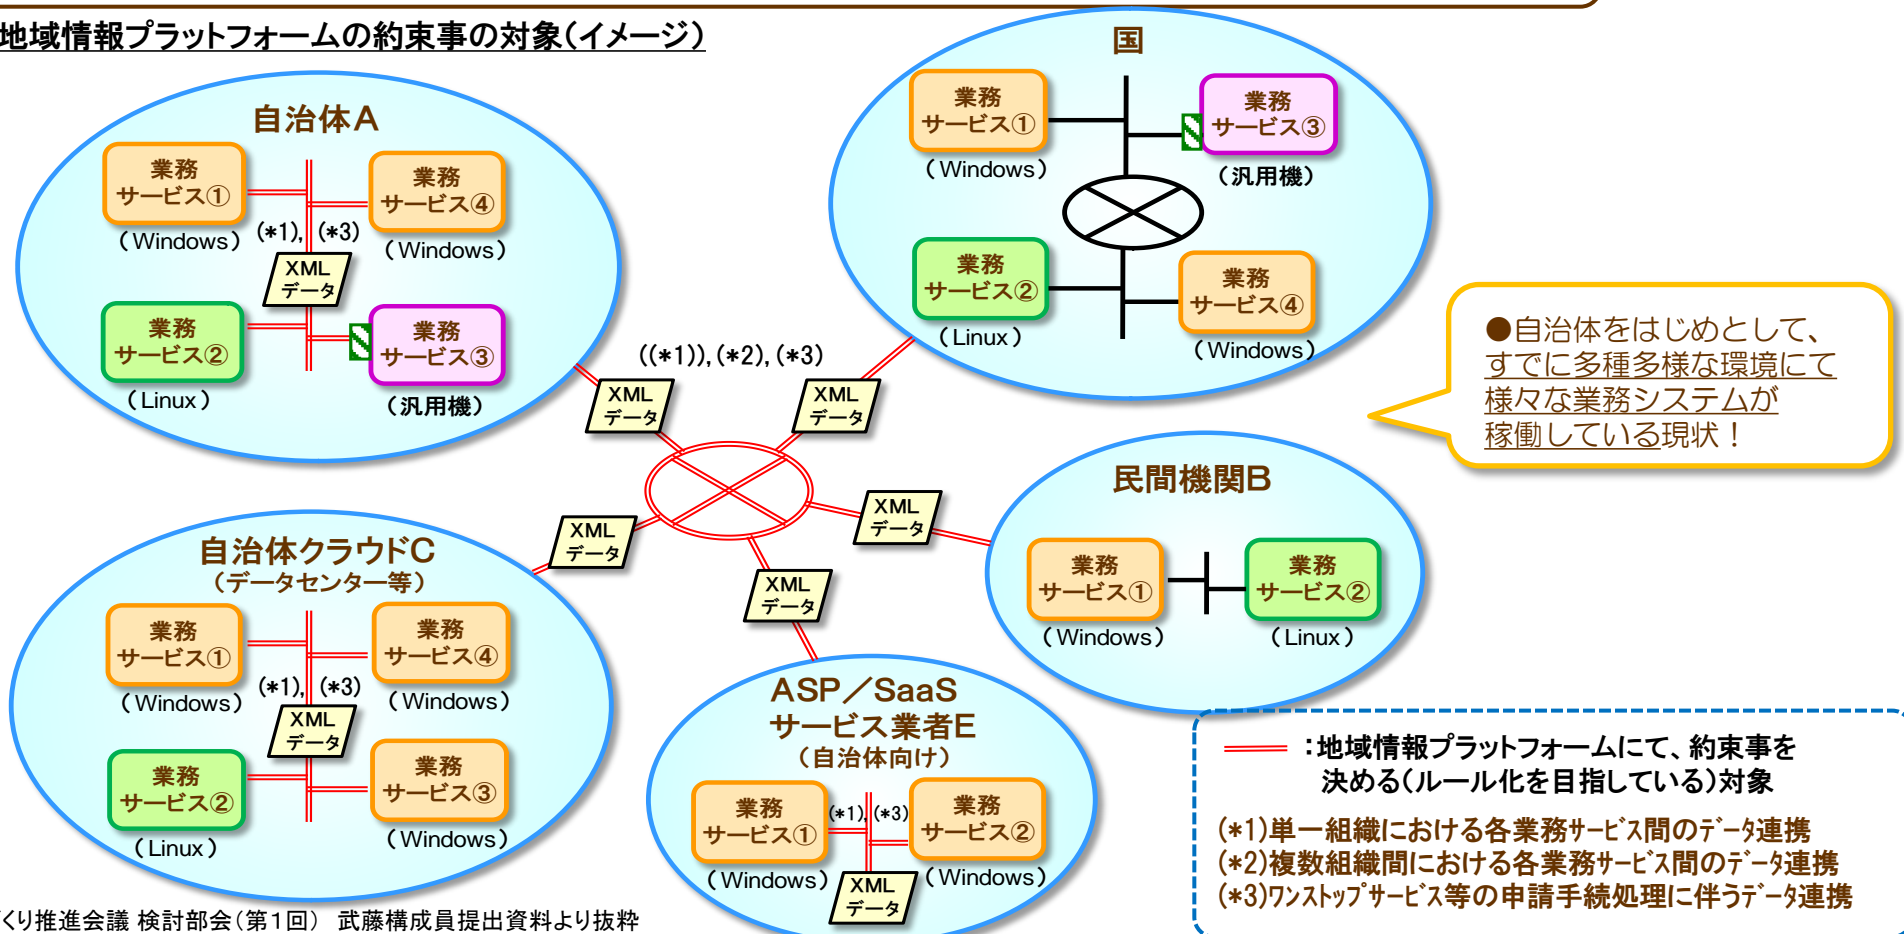 地域情報プラットフォームの約束事の対象(イメージ)
自治体A
業務
サービス①
(Windows)
業務
サービス④
(Windows)
(*1), (*3)
XML
データ
業務
サービス②
(Linux)
業務
サービス③
(汎用機)
国
業務
サービス①
(Windows)
業務
サービス③
(汎用機)
業務
サービス②
(Linux)
業務
サービス④
(Windows)
((*1)),(*2),(*3)
XML
データ
XML
データ
XML
データ
XML
データ
XML
データ
●自治体をはじめとして、
すでに多種多様な環境にて
様々な業務システムが
稼働している現状!
民間機関B
業務
サービス①
(Windows)
業務
サービス②
(Linux)
自治体クラウドC
(データセンター等)
業務
サービス①
(Windows)
業務
サービス④
(Windows)
(*1), (*3)
XML
データ
業務
サービス②
(Linux)
業務
サービス③
(Windows)
ASP/SaaS
サービス業者E
(自治体向け)
業務
サービス①
(Windows)
(*1),(*3)
業務
サービス②
(Windows)
XML
データ
:地域情報プラットフォームにて、約束事を
決める(ルール化を目指している)対象
(*1)単一組織における各業務サービス間のデータ連携
(*2)複数組織間における各業務サービス間のデータ連携
(*3)ワンストップサービス等の申請手続処理に伴うデータ連携
くり推進会議 検討部会(第1回) 武藤構成員提出資料より抜粋